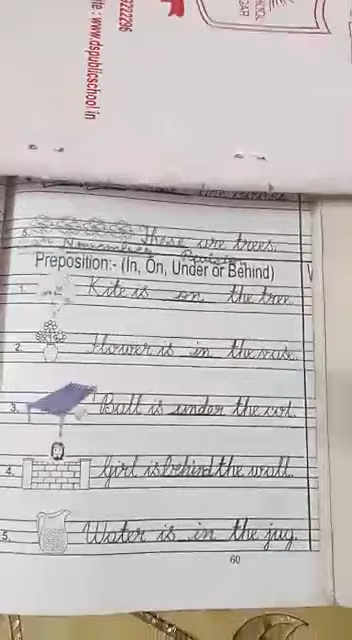 9222296
ite : www.dspublicschool.in
5. These are trees.
Preposition:- (In, On, Under or Behind)
1. Kite is on the tree
2. Flower is in the vase.
3. Ball is under the cot.
4. Girl is behind the wall.
5. Water is in the jug.
60